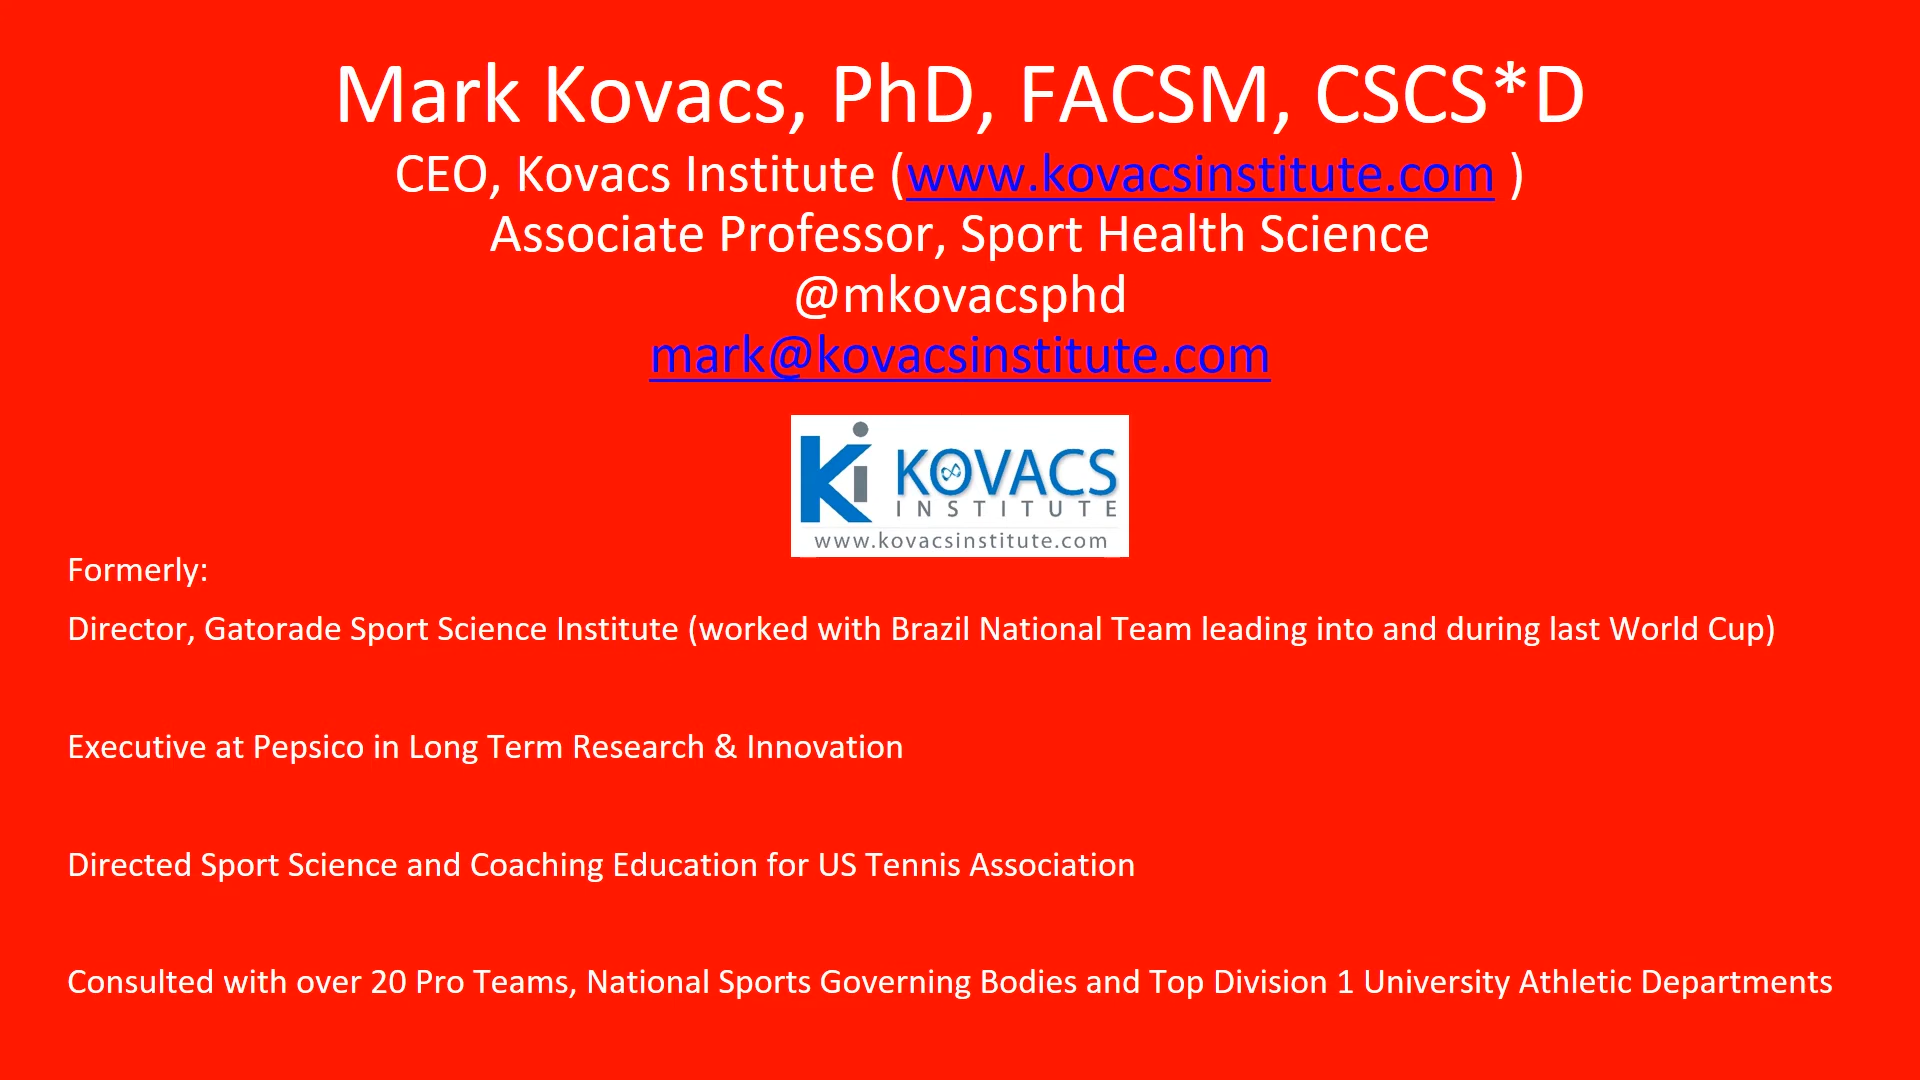 Mark Kovacs, PhD, FACSM, CSCS*D
CEO, Kovacs Institute (www.kovacsinstitute.com )
Associate Professor, Sport Health Science
@mkovacsphd
mark@kovacsinstitute.com
Ki KOVACS
INSTITUTE
www.kovacsinstitute.com
Formerly:
Director, Gatorade Sport Science Institute (worked with Brazil National Team leading into and during last World Cup)
Executive at Pepsico in Long Term Research & Innovation
Directed Sport Science and Coaching Education for US Tennis Association
Consulted with over 20 Pro Teams, National Sports Governing Bodies and Top Division 1 University Athletic Departments